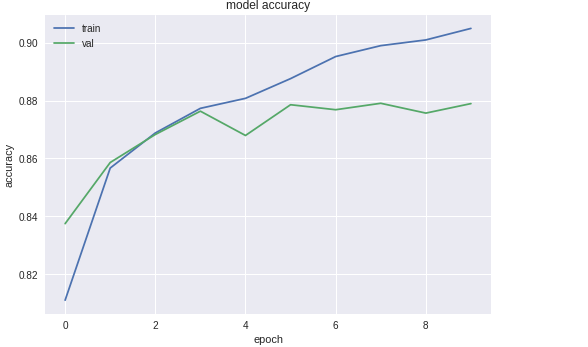 model accuracy
train
val
0.90
0.88
0.86
0.84
0.82
accuracy
0 2 4 6 8
epoch